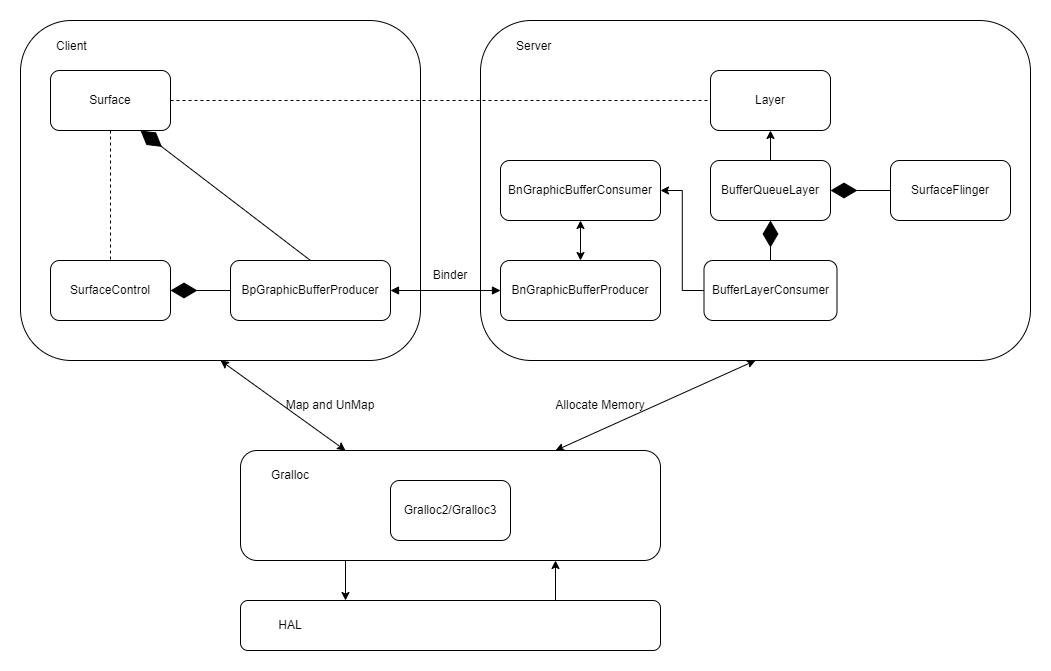 Client
Server
Surface
Layer
BnGraphicBufferConsumer
BufferQueueLayer
SurfaceFlinger
SurfaceControl
BpGraphicBufferProducer
Binder
BnGraphicBufferProducer
BufferLayerConsumer
Map and UnMap
Allocate Memory
Gralloc
Gralloc2/Gralloc3
HAL